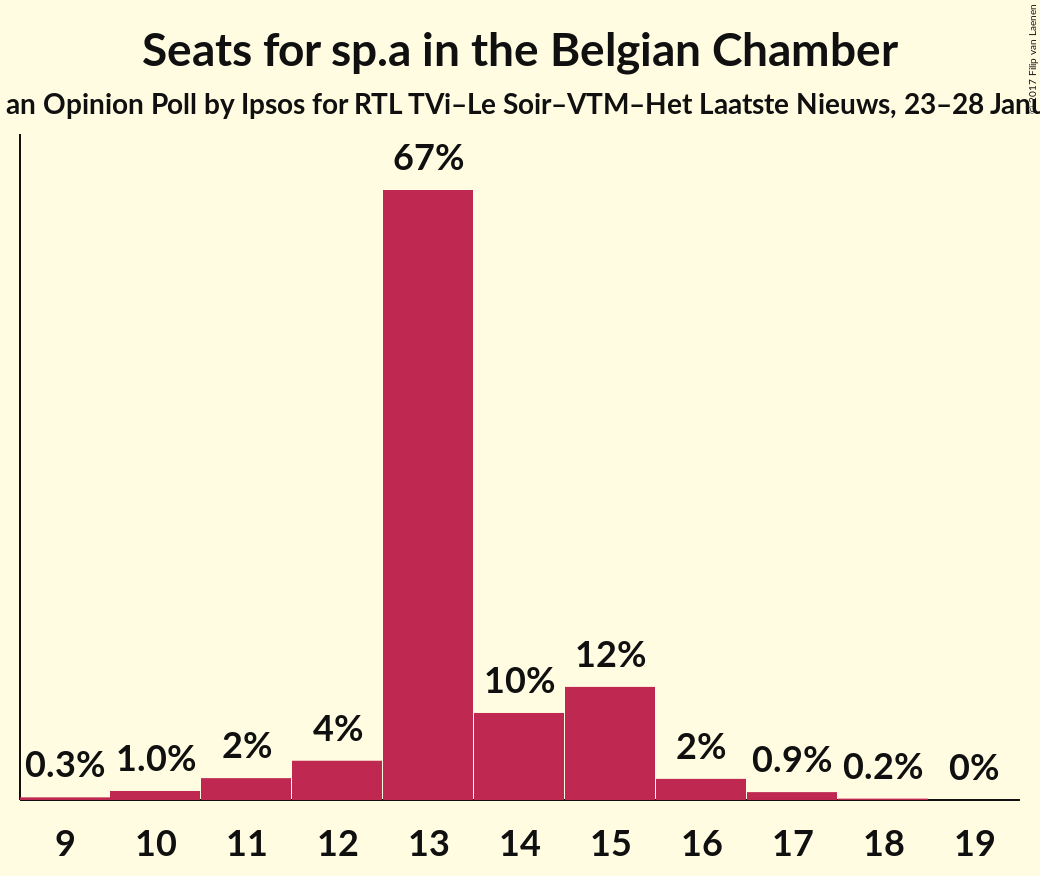 Seats for sp.a in the Belgian Chamber
an Opinion Poll by Ipsos for RTL TVi–Le Soir–VTM–Het Laatste Nieuws, 23–28
© 2017 Filip van Laenen
67%
12%
10%
4%
2%
2%
0.3%
1.0%
0.9%
0.2%
0%
9 10 11 12 13 14 15 16 17 18 19